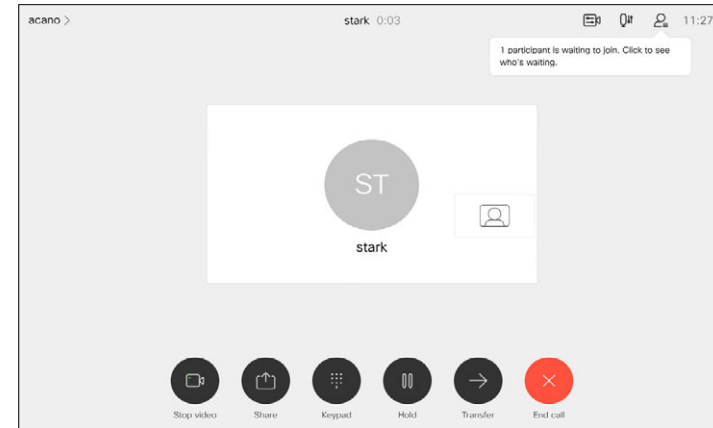 acano >
stark 0:03
11:27
1 participant is waiting to join. Click to see
who's waiting.
ST
stark
Stop video
Share
Keypad
Hold
Transfer
End call